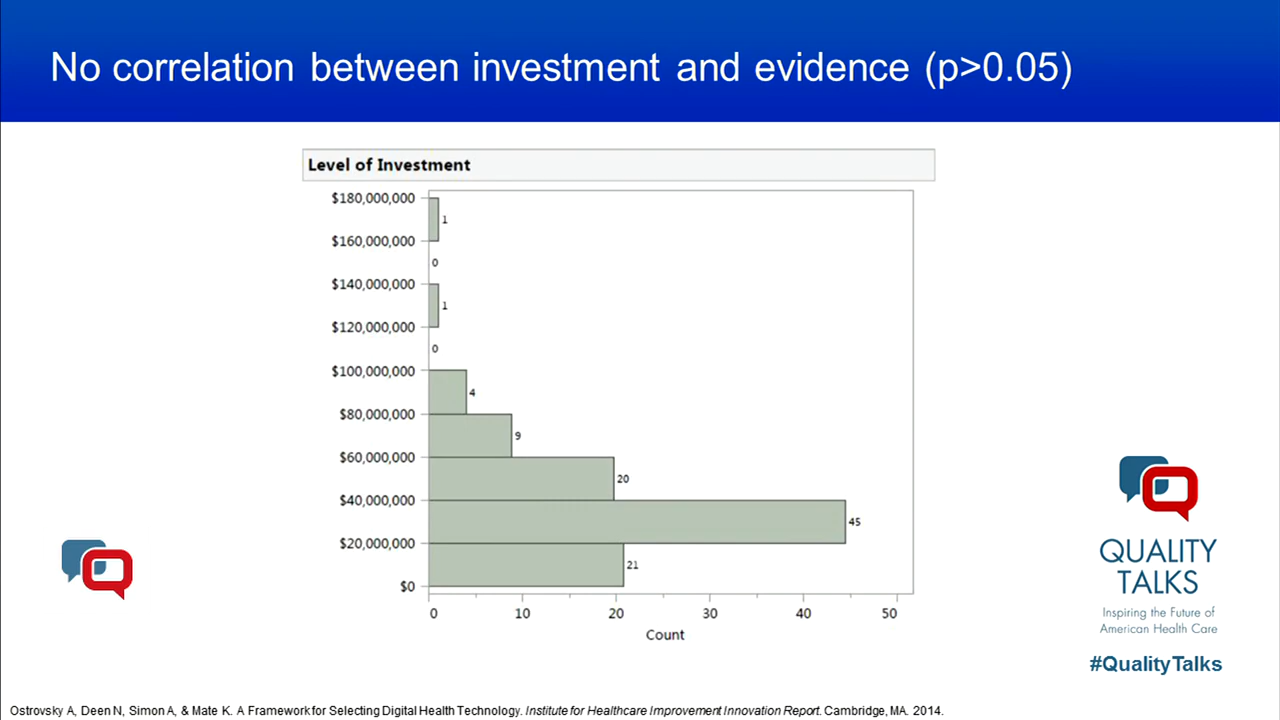 No correlation between investment and evidence (p>0.05)
Level of Investment
$180,000,000
1
$160,000,000
0
$140,000,000
1
$120,000,000
0
$100,000,000
4
$80,000,000
9
$60,000,000
20
$40,000,000
45
$20,000,000
21
$0
0 10 20 30 40 50
Count
QUALITY
TALKS
Inspiring the Future of
American Health Care
#QualityTalks
Ostrovsky A, Deen N, Simon A, & Mate K. A Framework for Selecting Digital Health Technology. Institute for Healthcare Improvement Innovation Report. Cambridge, MA. 2014.